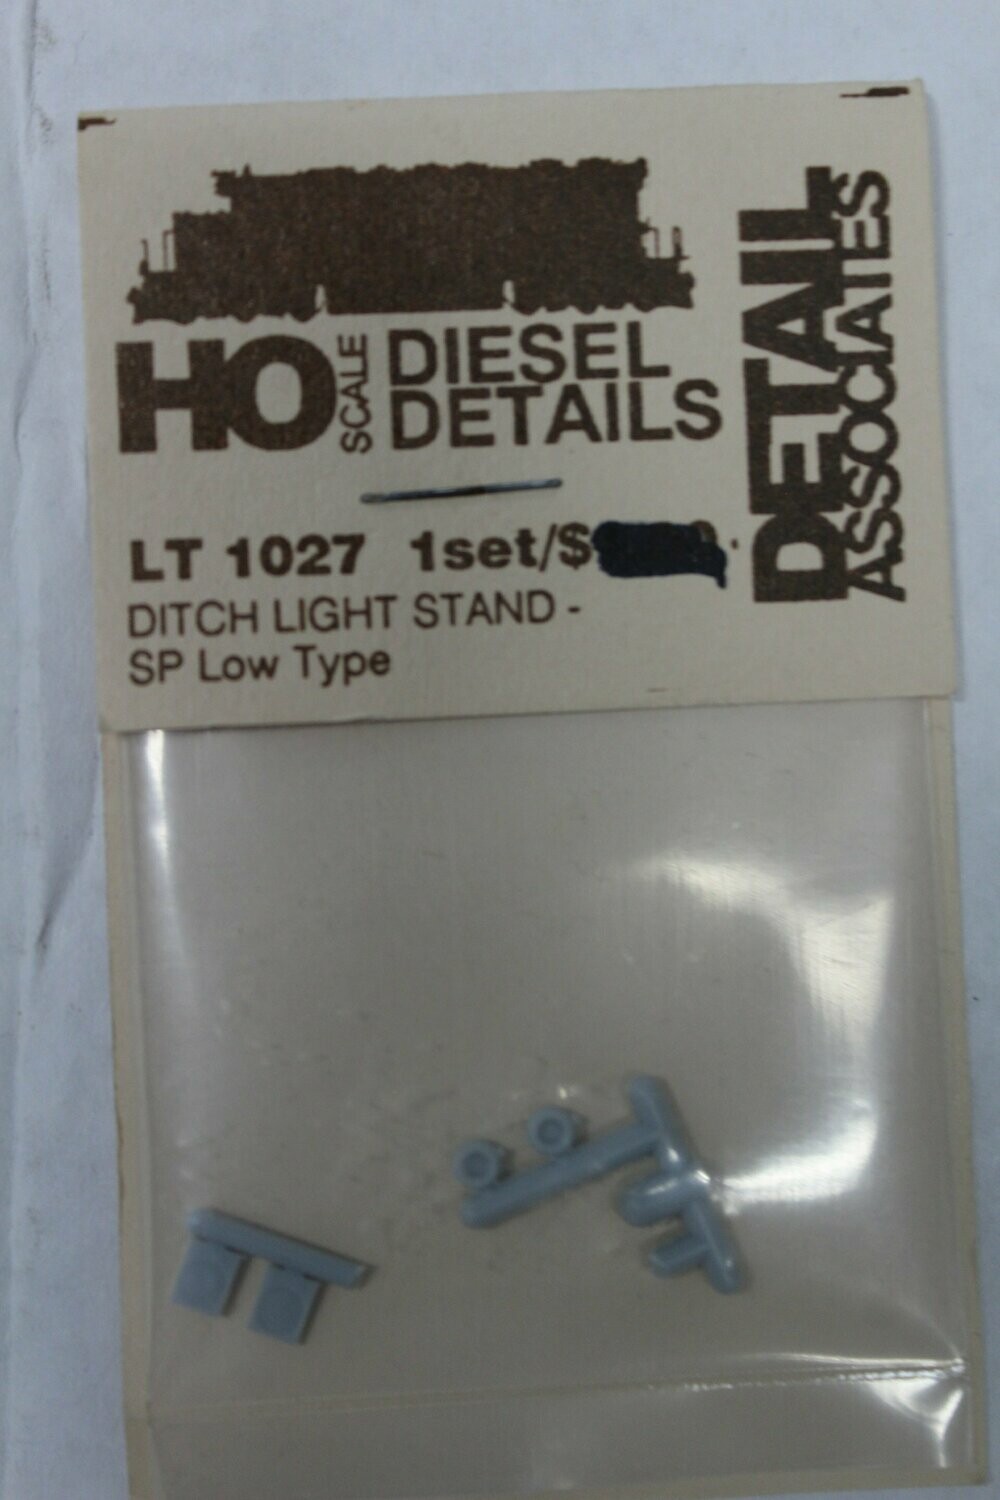 HO SCALE DIESEL
DETAILS
DETAIL
ASSOCIATES
LT 1027 1set/$
DITCH LIGHT STAND -
SP Low Type